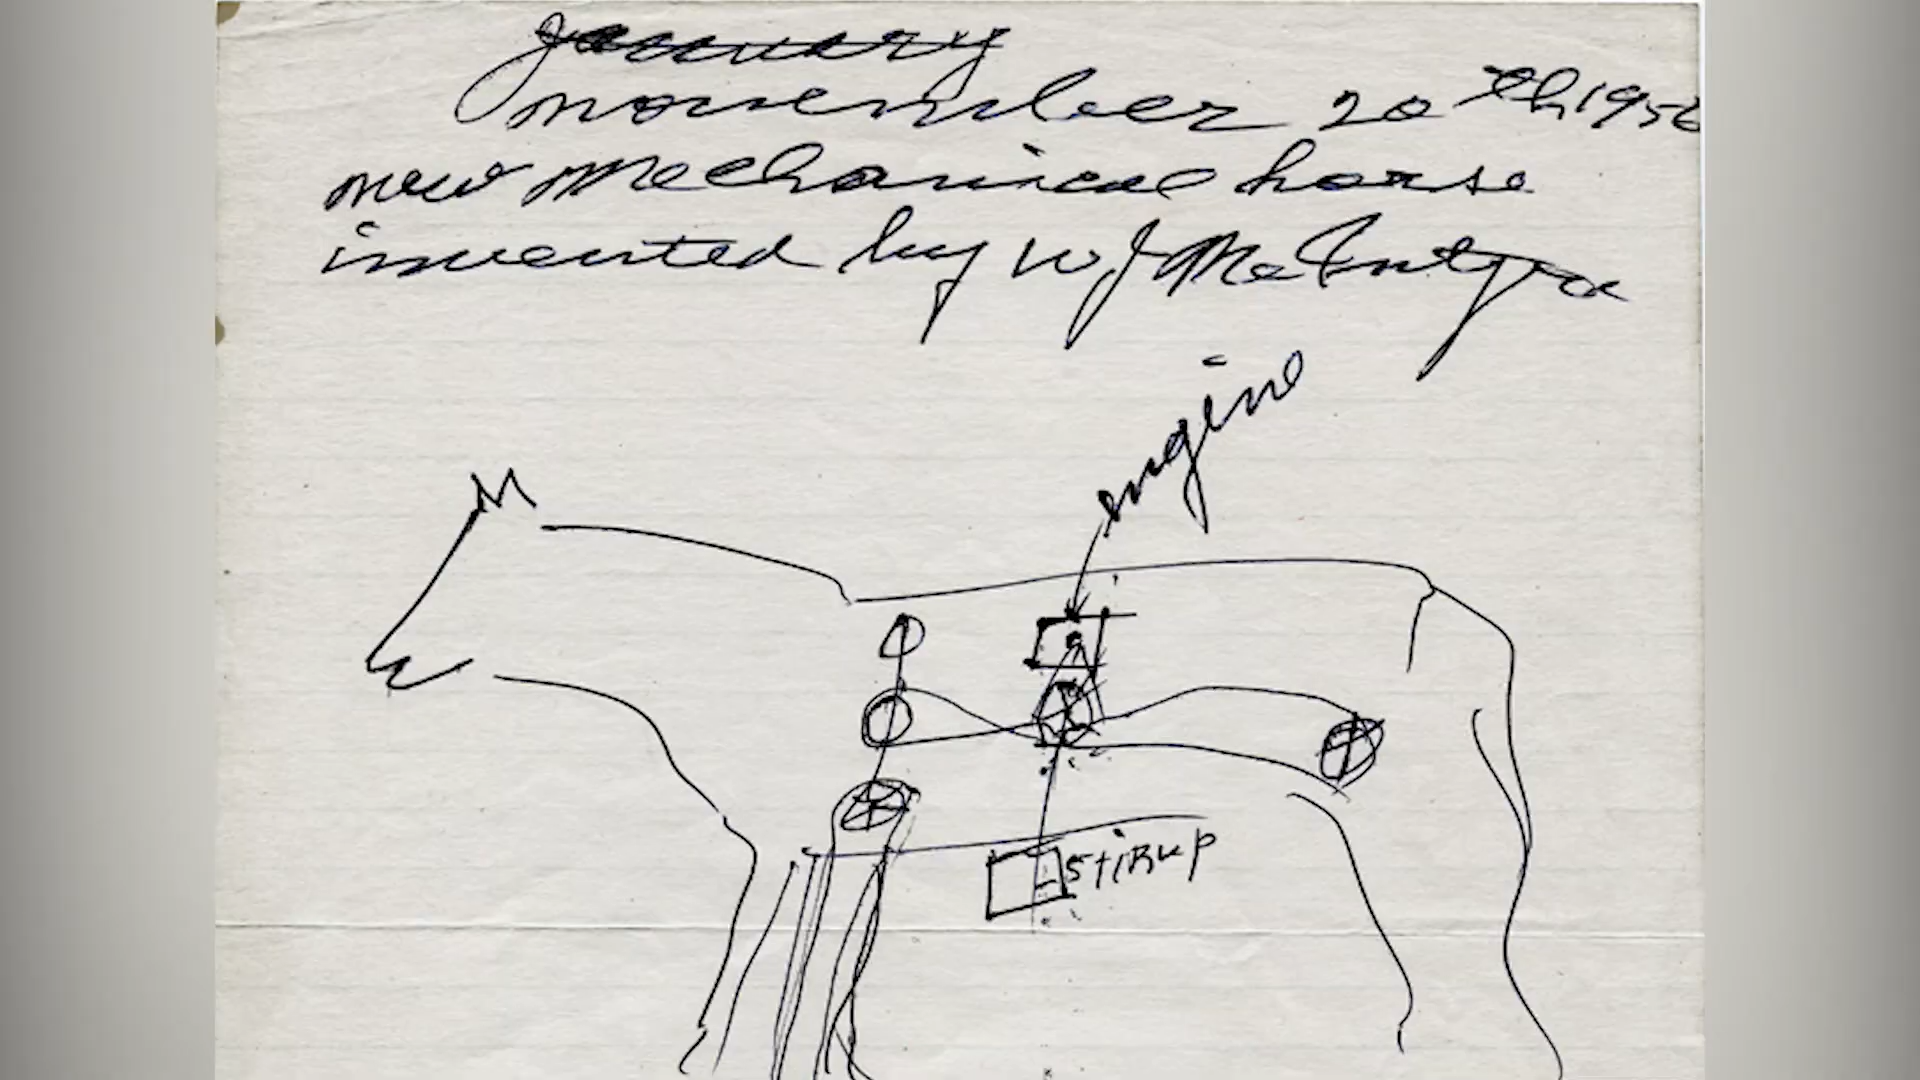 january
november 20th 1956
new mechanical horse
invented by W J McIntyre
engine
stirup